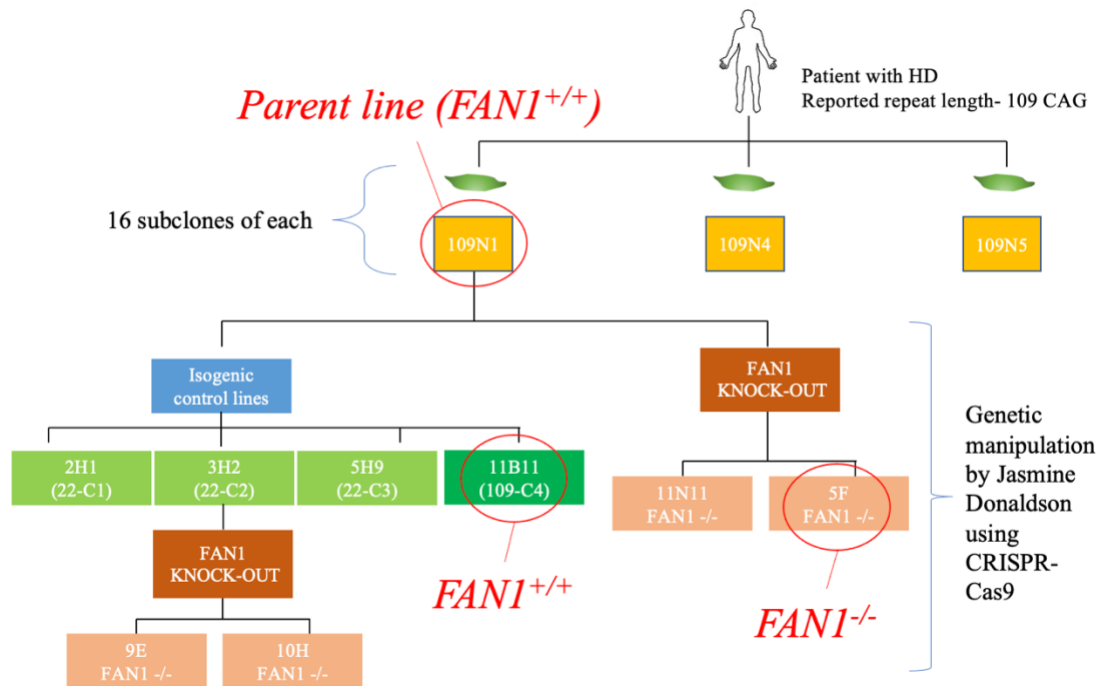 Patient with HD
Reported repeat length- 109 CAG
Parent line (FAN1+/+)
16 subclones of each
109N1
109N4
109N5
Isogenic
control lines
FAN1
KNOCK-OUT
2H1
(22-C1)
3H2
(22-C2)
5H9
(22-C3)
11B11
(109-C4)
11N11
FAN1 -/-
5F
FAN1 -/-
Genetic
manipulation
by Jasmine
Donaldson
using
CRISPR-
Cas9
FAN1
KNOCK-OUT
FAN1+/+
FAN1-/-
9E
FAN1 -/-
10H
FAN1 -/-